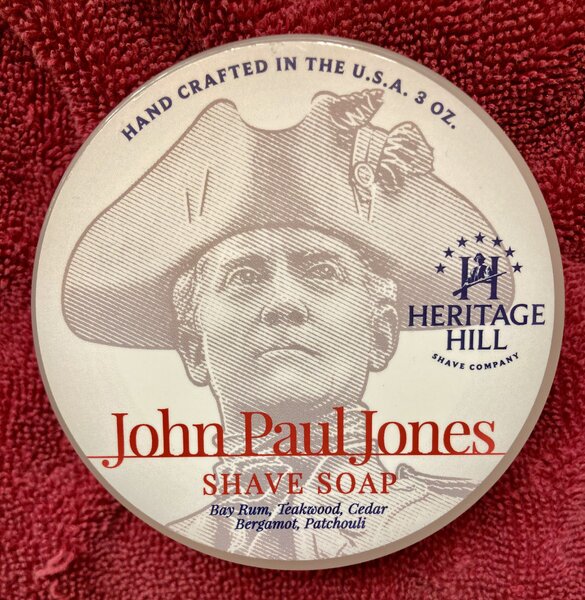 HAND CRAFTED IN THE U.S.A. 3 OZ.
H
HERITAGE
HILL
SHAVE COMPANY
John Paul Jones
SHAVE SOAP
Bay Rum, Teakwood, Cedar
Bergamot, Patchouli